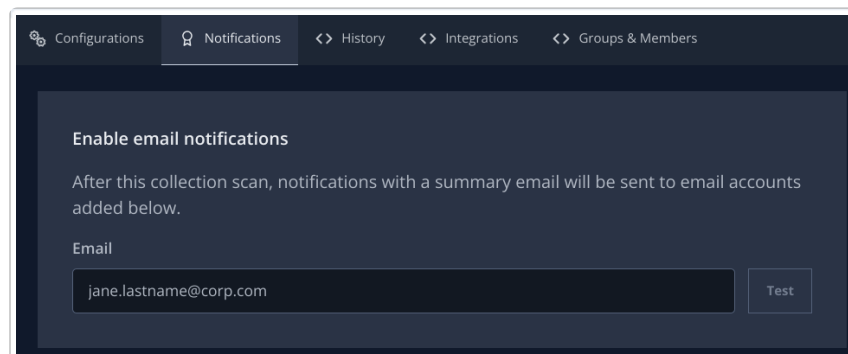 Configurations Notifications History Integrations Groups & Members
Enable email notifications
After this collection scan, notifications with a summary email will be sent to email accounts
added below.
Email
jane.lastname@corp.com Test